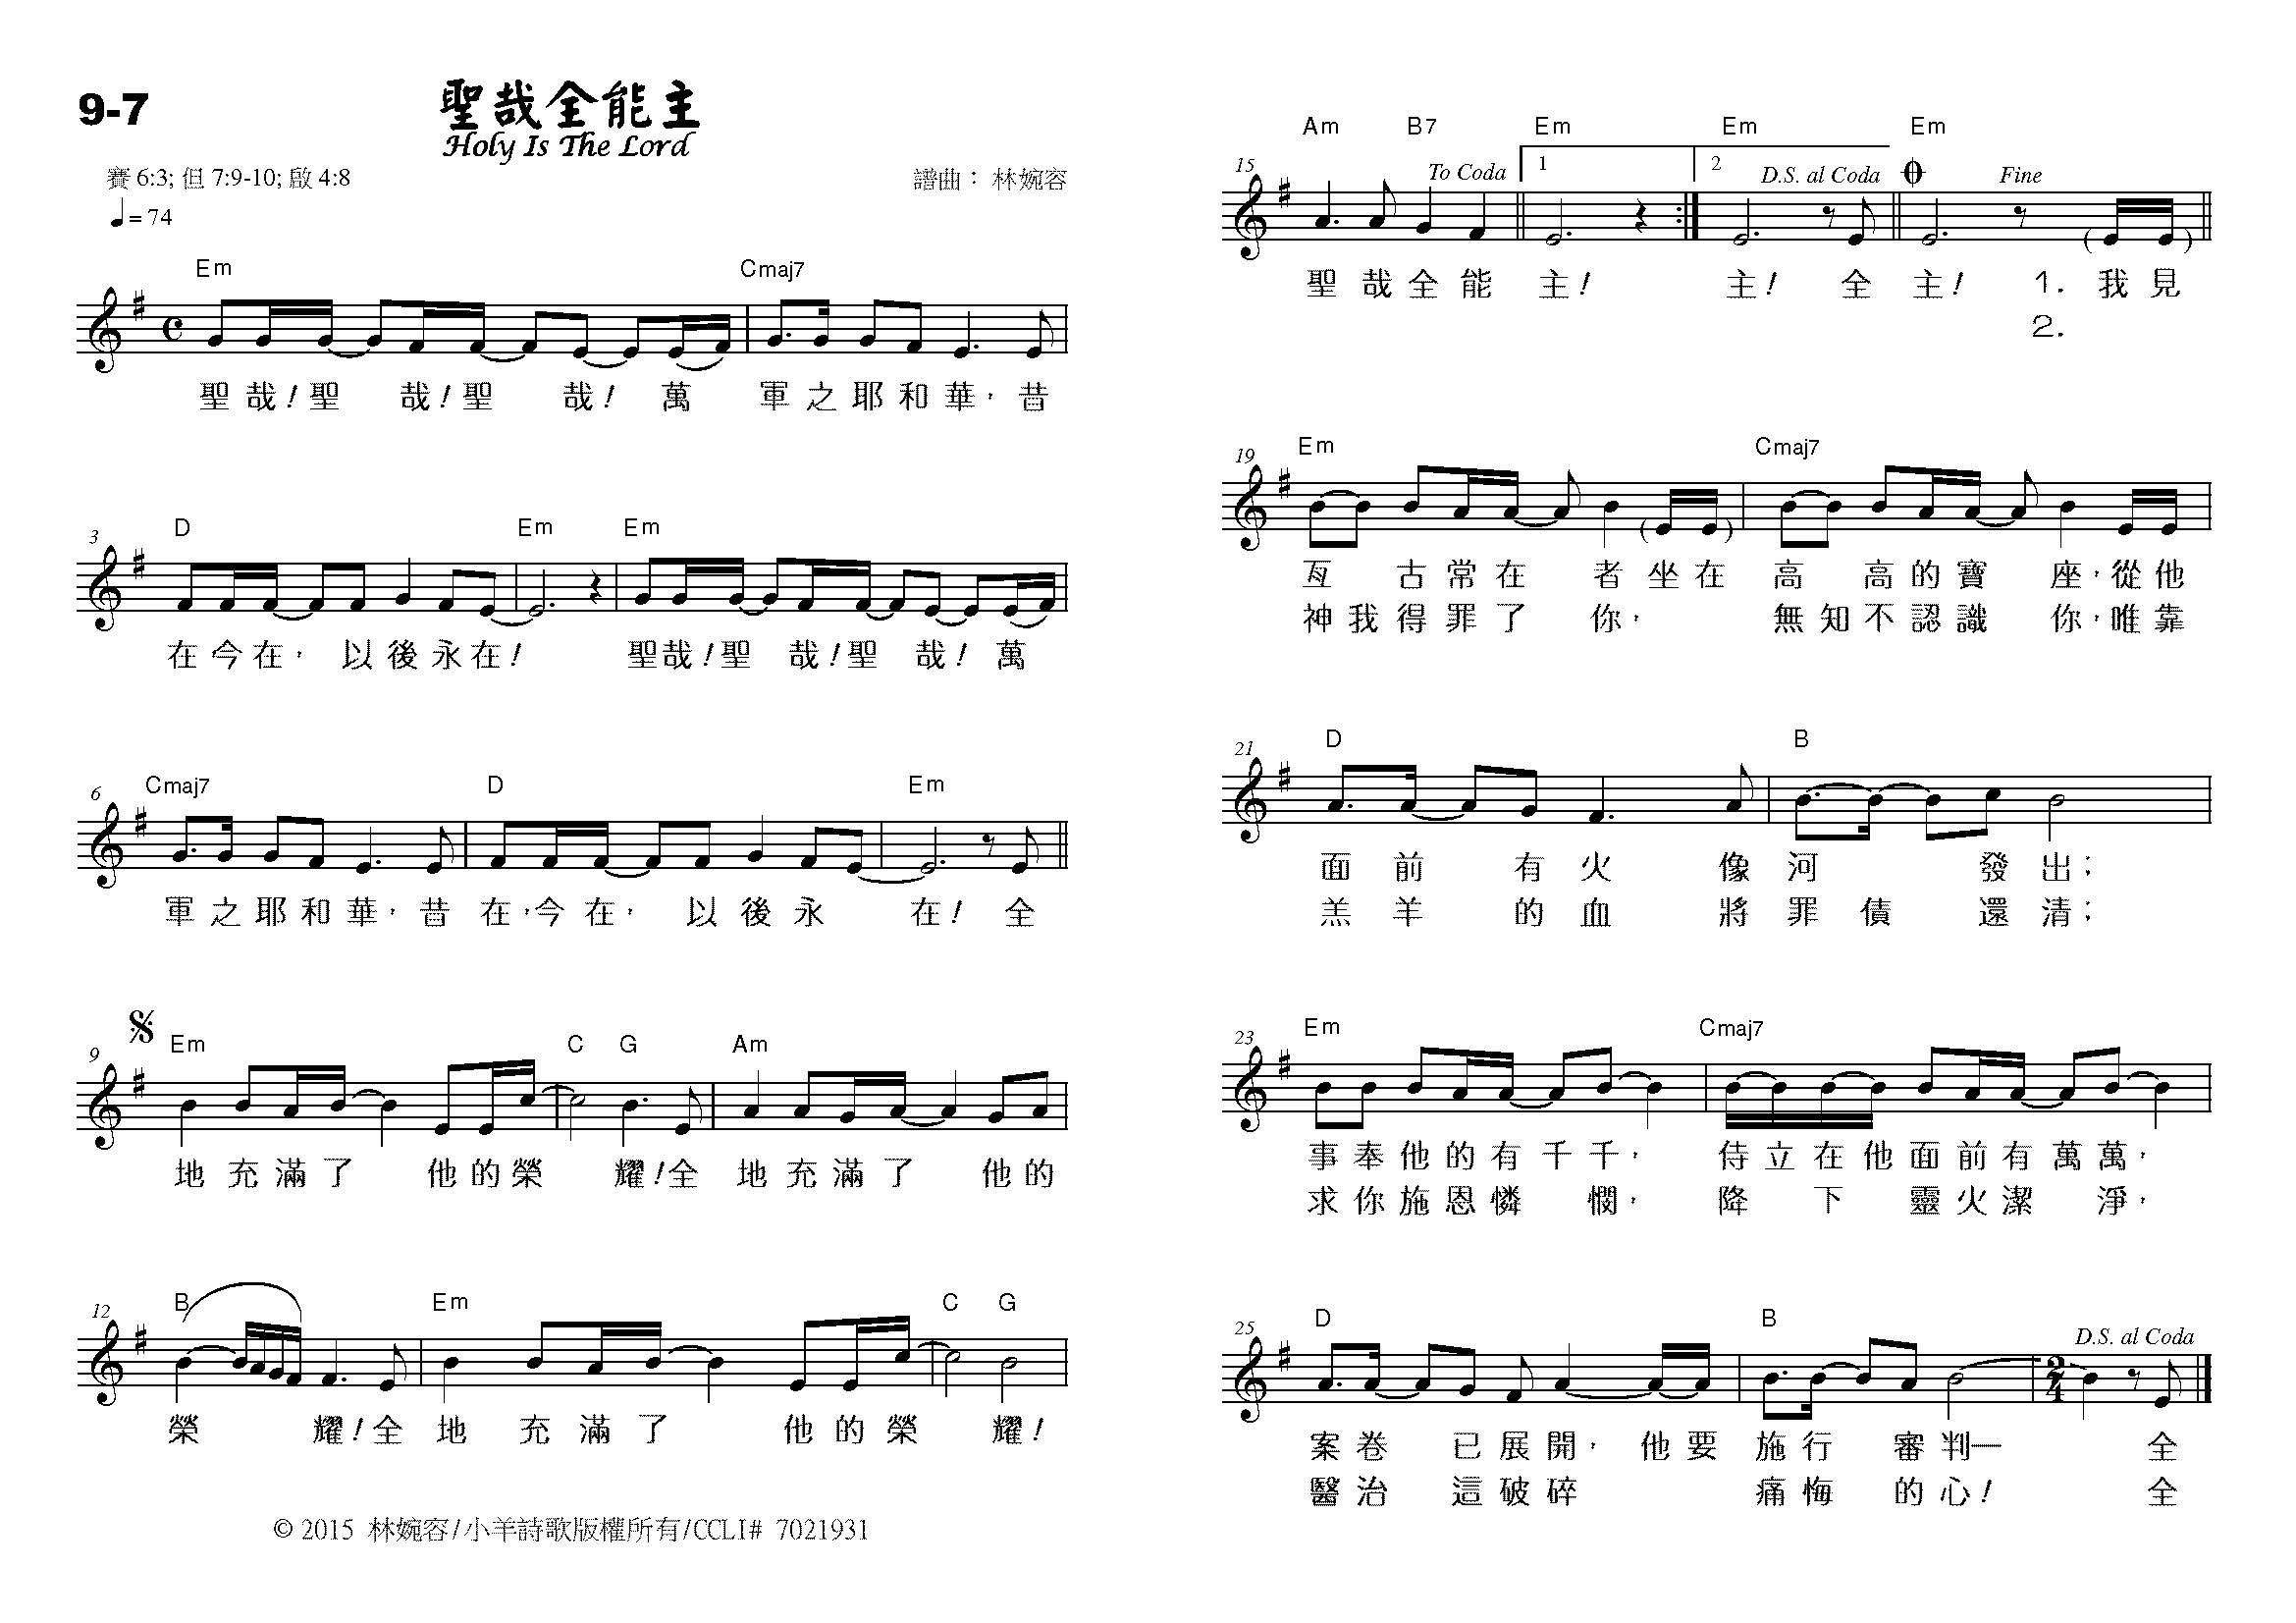 9-7
聖哉全能主
Holy Is The Lord
賽 6:3; 但 7:9-10; 啟 4:8
譜曲： 林婉容
♩= 74
Em Cmaj7
聖哉！聖 哉！聖 哉！ 萬 軍之耶和華，昔
3
D Em Em
在今在， 以後永在！ 聖哉！聖 哉！聖 哉！萬
6
Cmaj7 D Em
軍之耶和華，昔 在，今在， 以後永 在！ 全
9
Em C G Am
地充滿了 他的榮 耀！全 地充滿了 他的
12
B Em C G
榮 耀！全 地 充滿了 他的榮 耀！
© 2015 林婉容/小羊詩歌版權所有/CCLI# 7021931
Am B7 Em Em Em
15
To Coda 1 2 D.S. al Coda Fine
聖哉全能 主！ 主！ 全 主！ 1. 我見
2.
19
Em Cmaj7
亙 古常在 者坐在 高 高的寶 座，從他
神我得罪了 你， 無知不認識 你，唯靠
21
D B
面前 有火 像河 發出；
羔羊 的血 將罪債 還清；
23
Em Cmaj7
事奉他的有千千， 侍立在他面前有萬萬，
求你施恩憐 憫， 降 下 靈火潔 淨，
25
D B
D.S. al Coda
2
4
案卷 已展開，他要施行 審判— 全
醫治 這破碎 痛悔 的心！ 全